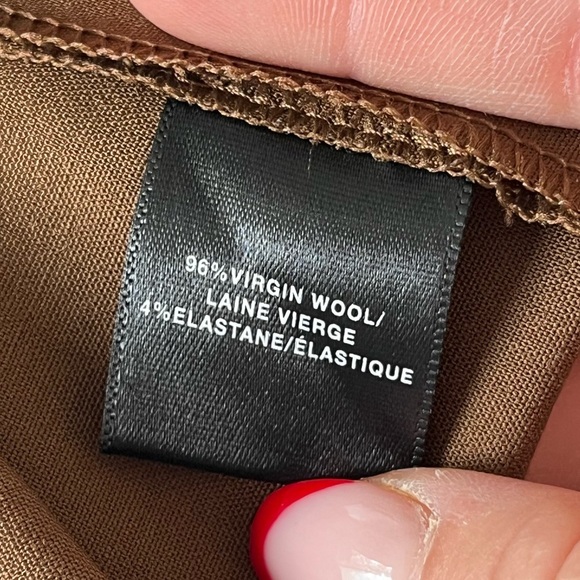 96%VIRGIN WOOL/
LAINE VIERGE
4%ELASTANE/ÉLASTIQUE